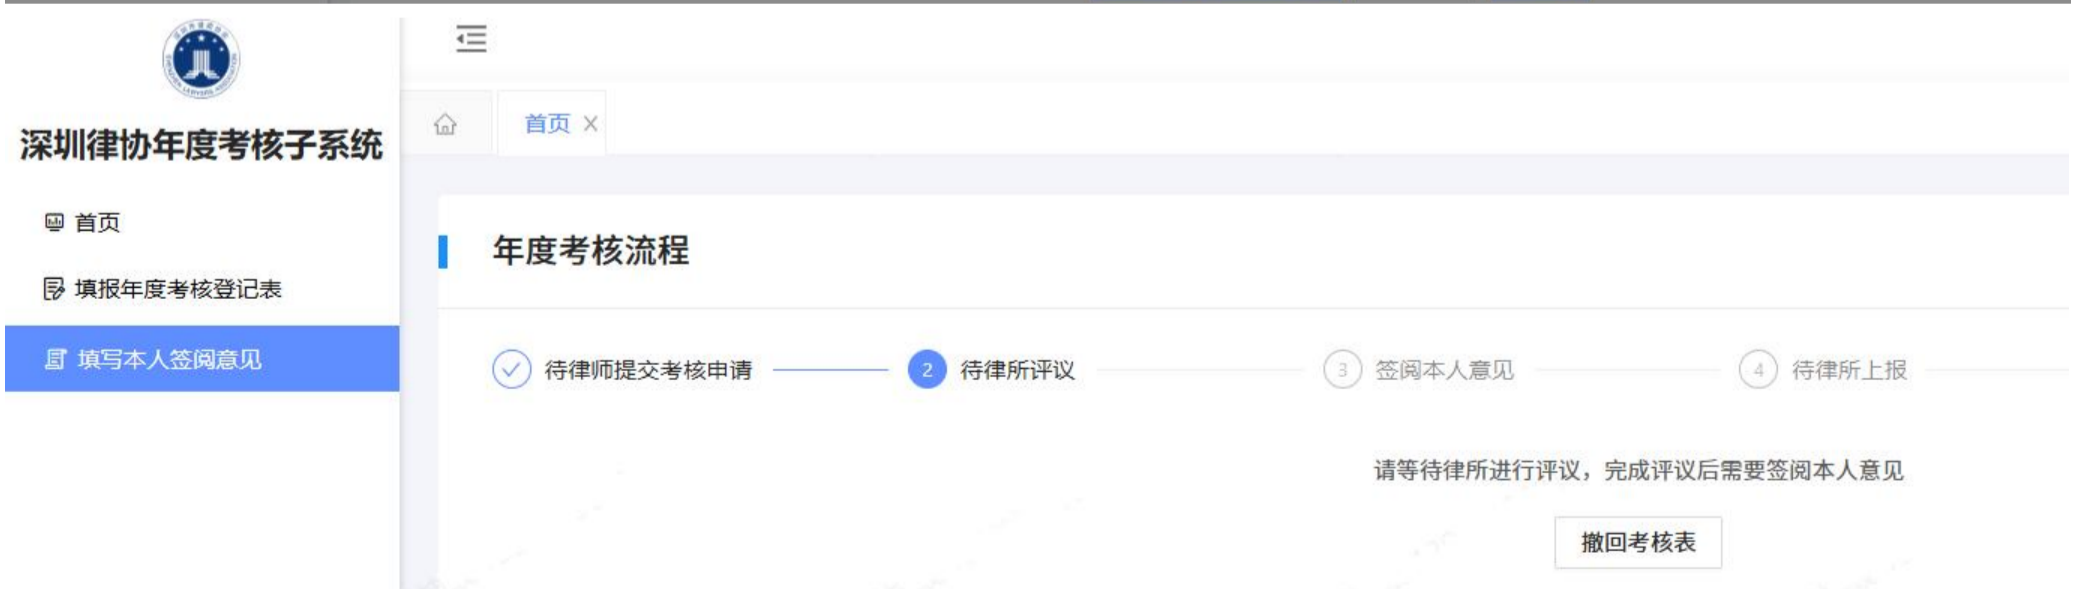 深圳律协年度考核子系统
首页
填报年度考核登记表
填写本人签阅意见
首页 X
年度考核流程
待律师提交考核申请
2 待律所评议
3 签阅本人意见
4 待律所上报
请等待律所进行评议，完成评议后需要签阅本人意见
撤回考核表